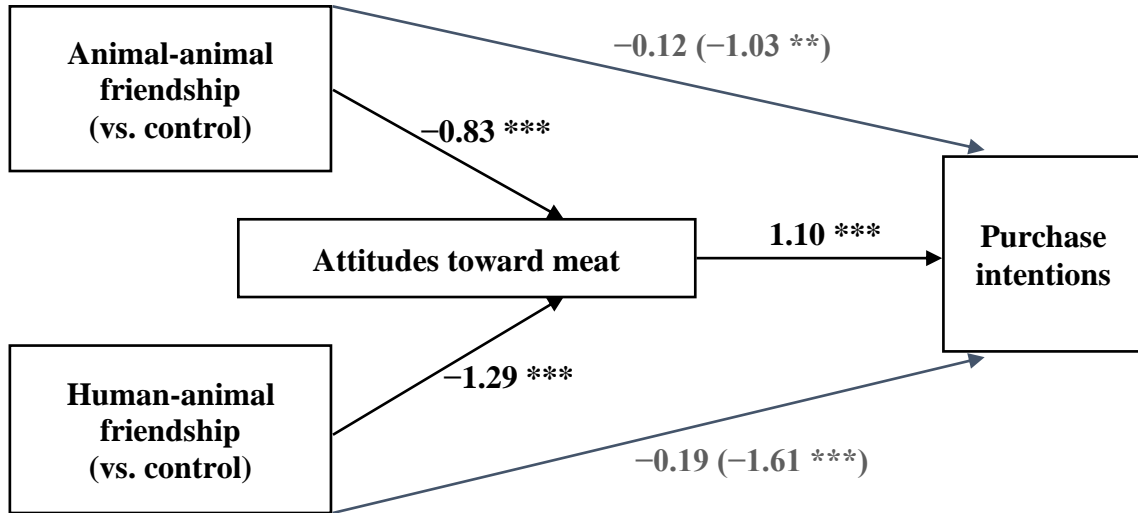 Animal-animal
friendship
(vs. control)
−0.12 (−1.03 **)
−0.83 ***
Attitudes toward meat
1.10 ***
Purchase
intentions
−1.29 ***
Human-animal
friendship
(vs. control)
−0.19 (−1.61 ***)